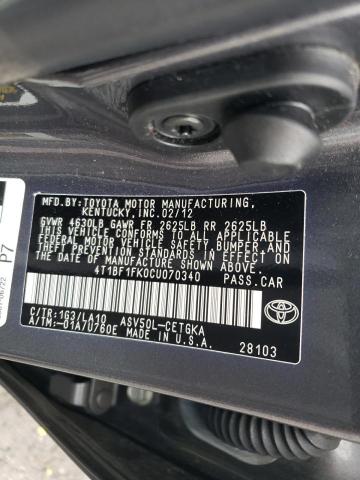 MFD.BY:TOYOTA MOTOR MANUFACTURING,
KENTUCKY,INC.02/12
GVWR 4630LB GAWR FR 2625LB RR 2625LB
THIS VEHICLE CONFORMS TO ALL APPLICABLE
FEDERAL MOTOR VEHICLE SAFETY, BUMPER, AND
THEFT PREVENTION STANDARDS IN EFFECT ON
THE DATE OF MANUFACTURE SHOWN ABOVE.
4T1BF1FK0CU070340 PASS.CAR
C/TR:1G3/LA10 ASV50L-CETGKA
A/TM:-01A/U760E MADE IN U.S.A.
28103
TOYOTA
P7